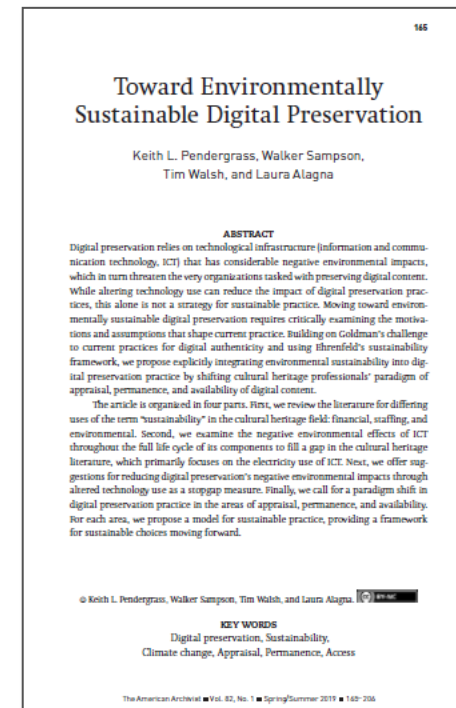 165
Toward Environmentally
Sustainable Digital Preservation
Keith L. Pendergrass, Walker Sampson,
Tim Walsh, and Laura Alagna
ABSTRACT
Digital preservation relies on technological infrastructure (information and commu-
nication technology, ICT) that has considerable negative environmental impacts,
which in turn threaten the very organizations tasked with preserving digital content.
While altering technology use can reduce the impact of digital preservation prac-
tices, this alone is not a strategy for sustainable practice. Moving toward environ-
mentally sustainable digital preservation requires critically examining the motiva-
tions and assumptions that shape current practice. Building on Goldman's challenge
to current practices for digital authenticity and using Ehrenfeld's sustainability
framework, we propose explicitly integrating environmental sustainability into dig-
ital preservation practice by shifting cultural heritage professionals' paradigm of
appraisal, permanence, and availability of digital content.
The article is organized in four parts. First, we review the literature for differing
uses of the term "sustainability" in the cultural heritage field: financial, staffing, and
environmental. Second, we examine the negative environmental effects of ICT
throughout the full life cycle of its components to fill a gap in the cultural heritage
literature, which primarily focuses on the electricity use of ICT. Next, we offer sug-
gestions for reducing digital preservation's negative environmental impacts through
altered technology use as a stopgap measure. Finally, we call for a paradigm shift in
digital preservation practice in the areas of appraisal, permanence, and availability.
For each area, we propose a model for sustainable practice, providing a framework
for sustainable choices moving forward.
© Keith L. Pendergrass, Walker Sampson, Tim Walsh, and Laura Alagna. CC BY-NC
KEY WORDS
Digital preservation, Sustainability,
Climate change, Appraisal, Permanence, Access
The American Archivist ■ Vol. 82, No. 1 ■ Spring/Summer 2019 ■ 165–206